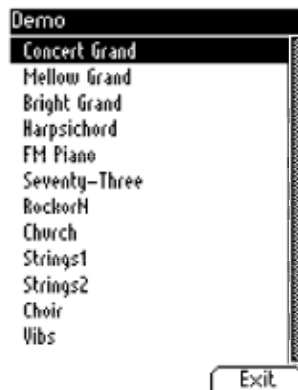 Demo
Concert Grand
Mellow Grand
Bright Grand
Harpsichord
FM Piano
Seventy-Three
RockorN
Church
Strings1
Strings2
Choir
Vibs
Exit